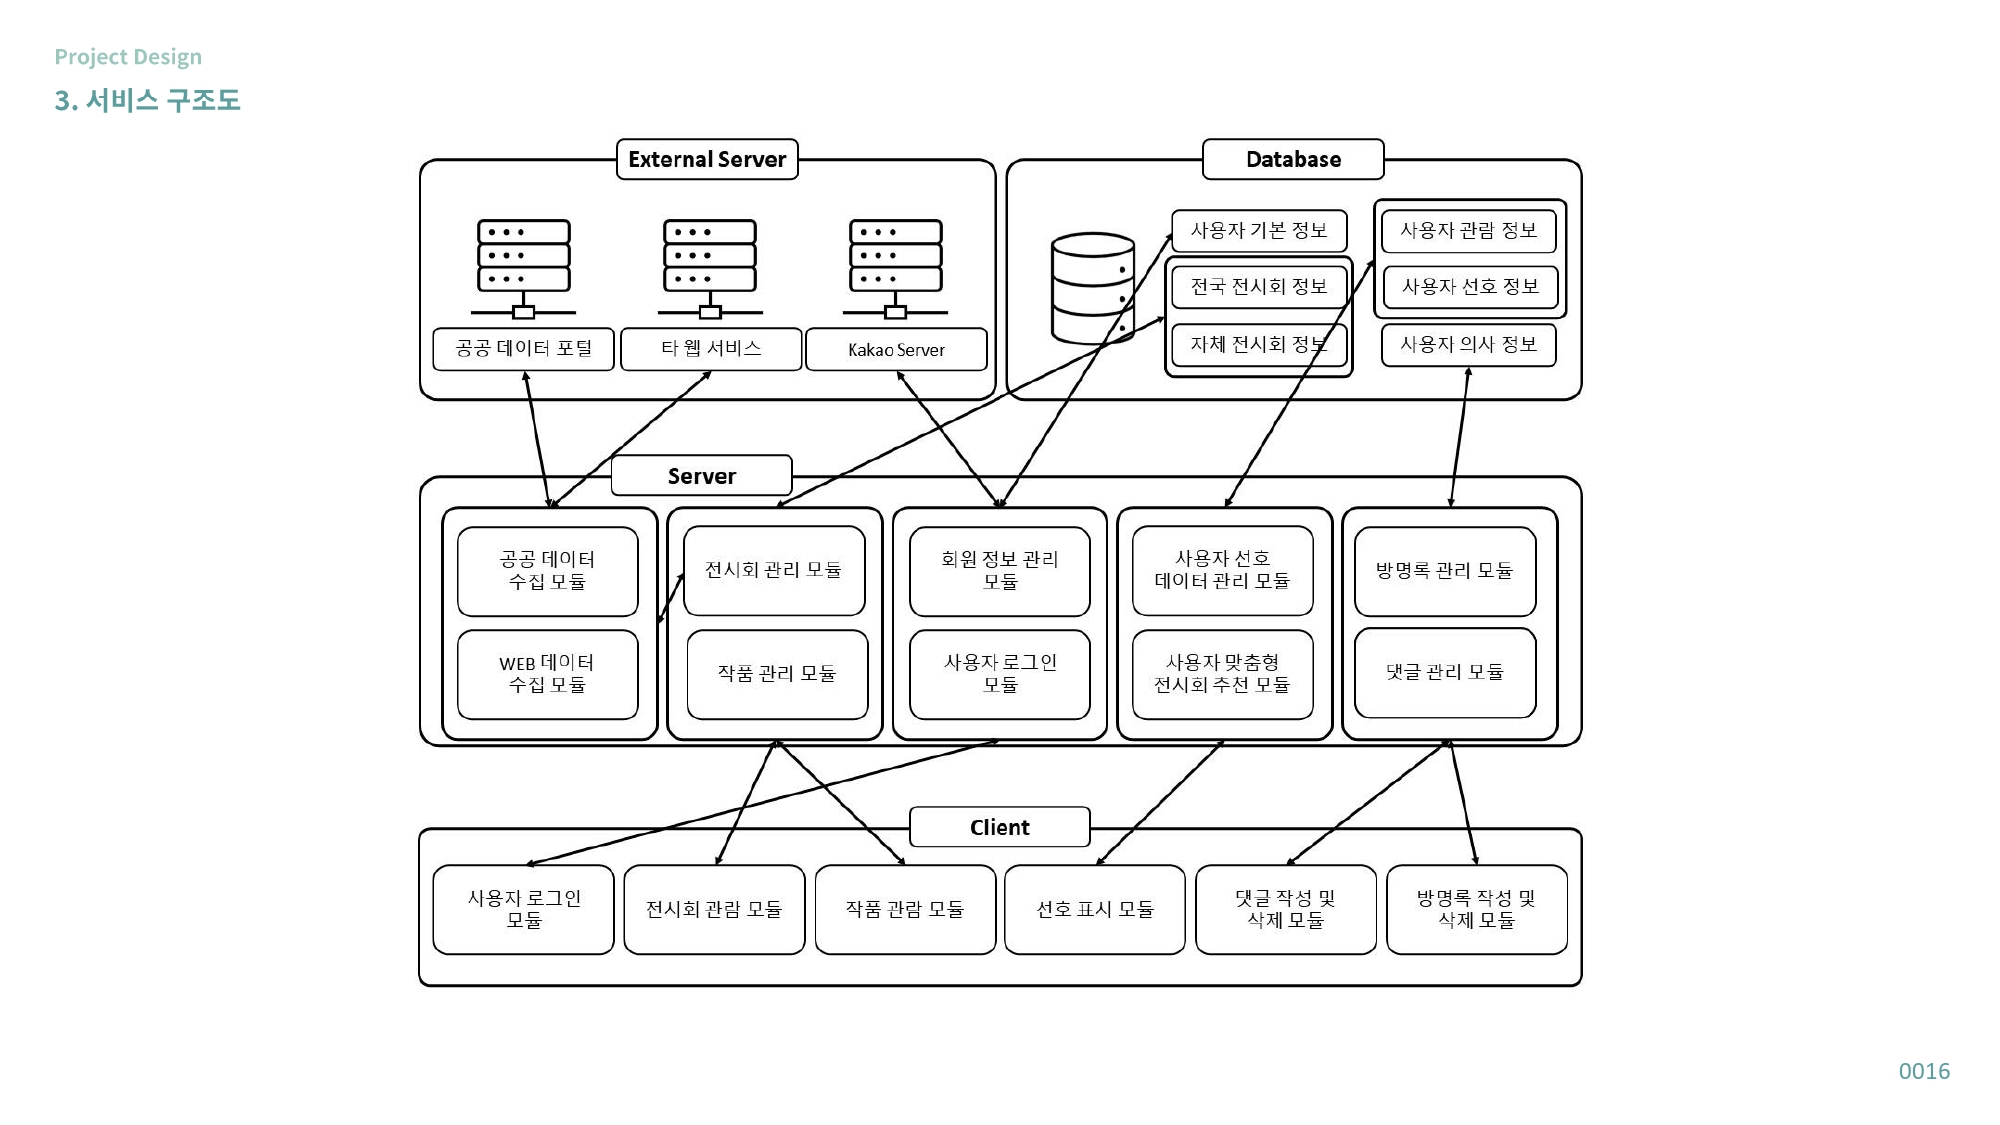 Project Design
3. 서비스 구조도
External Server
공공 데이터 포털
타 웹 서비스
Kakao Server
Database
사용자 기본 정보
전국 전시회 정보
자체 전시회 정보
사용자 관람 정보
사용자 선호 정보
사용자 의사 정보
Server
공공 데이터
수집 모듈
WEB 데이터
수집 모듈
전시회 관리 모듈
작품 관리 모듈
회원 정보 관리
모듈
사용자 로그인
모듈
사용자 선호
데이터 관리 모듈
사용자 맞춤형
전시회 추천 모듈
방명록 관리 모듈
댓글 관리 모듈
Client
사용자 로그인
모듈
전시회 관람 모듈
작품 관람 모듈
선호 표시 모듈
댓글 작성 및
삭제 모듈
방명록 작성 및
삭제 모듈
0016